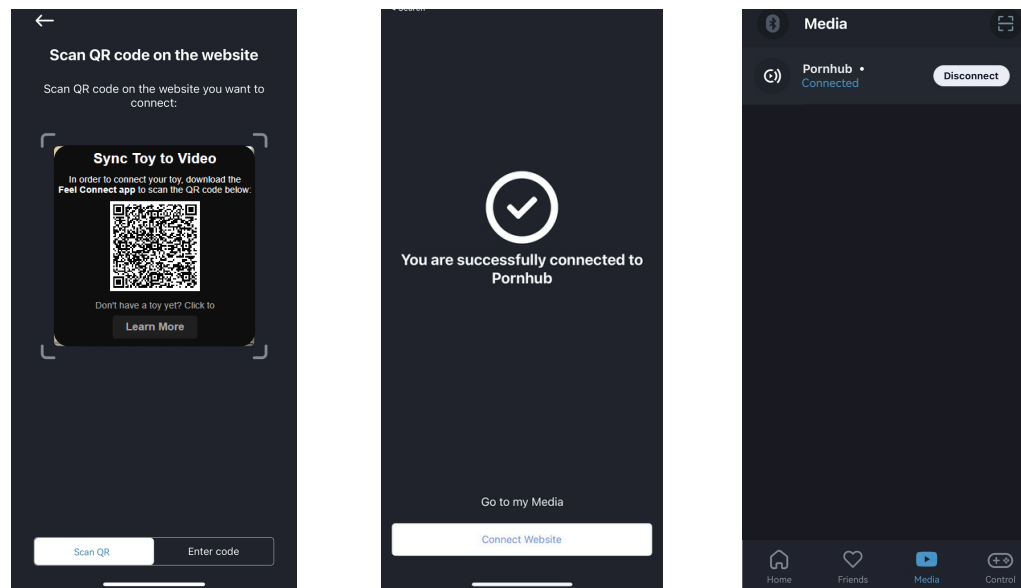 Scan QR code on the website
Scan QR code on the website you want to
connect:
Sync Toy to Video
In order to connect your toy, download the
Feel Connect app to scan the QR code below:
Don't have a toy yet? Click to
Learn More
Scan QR
Enter code
Search
You are successfully connected to
Pornhub
Go to my Media
Connect Website
Media
Pornhub •
Connected
Disconnect
Home
Friends
Media
Control